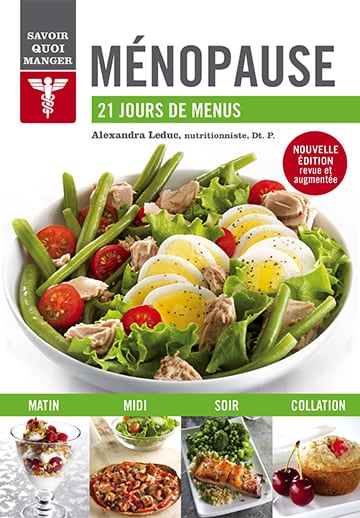 SAVOIR
QUOI
MANGER
MÉNOPAUSE
21 JOURS DE MENUS
Alexandra Leduc, nutritionniste, Dt. P.
NOUVELLE
ÉDITION
revue et
augmentée
MATIN
MIDI
SOIR
COLLATION